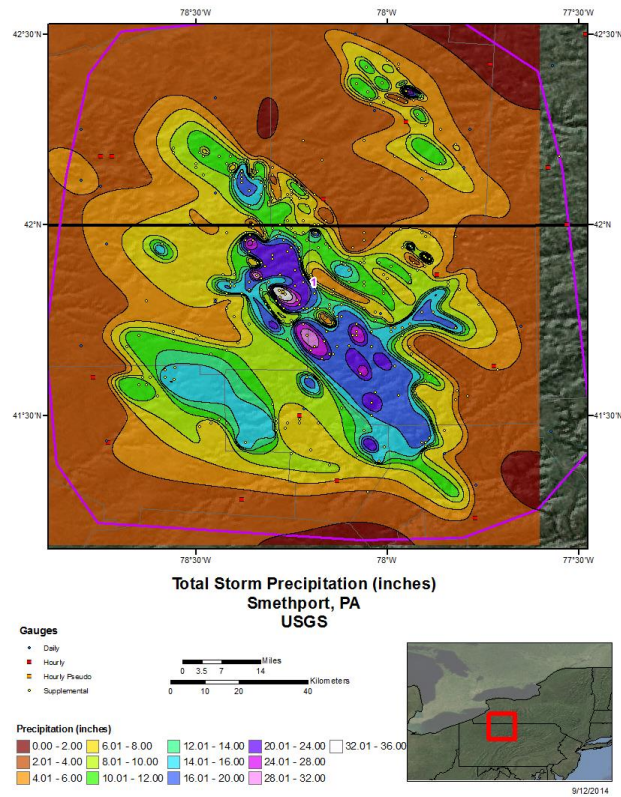 78°30'W 78°W 77°30'W
42°30'N 42°30'N
42°N 42°N
1
41°30'N 41°30'N
78°30'W 78°W 77°30'W
Total Storm Precipitation (inches)
Smethport, PA
USGS
Gauges
Daily
Hourly
Hourly Pseudo
Supplemental
Miles
0 3.5 7 14
Kilometers
0 10 20 40
Precipitation (inches)
0.00 - 2.00 6.01 - 8.00 12.01 - 14.00 20.01 - 24.00 32.01 - 36.00
2.01 - 4.00 8.01 - 10.00 14.01 - 16.00 24.01 - 28.00
4.01 - 6.00 10.01 - 12.00 16.01 - 20.00 28.01 - 32.00
9/12/2014